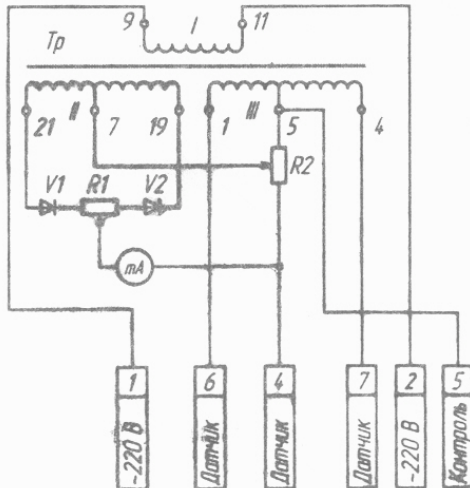 9 I 11
Тр
21 II 7 19 1 III 5 4
V1 R1 V2 R2
mA
1 6 4 7 2 5
~220 В Датчик Датчик Датчик ~220 В Контроль